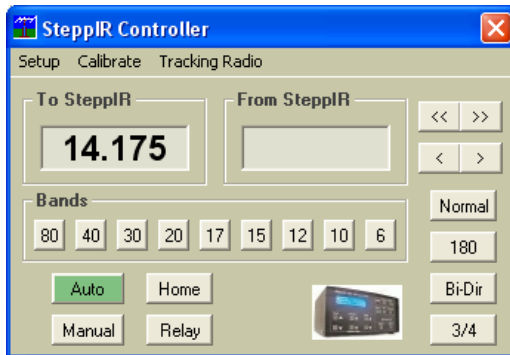 SteppIR Controller
Setup Calibrate Tracking Radio
To SteppIR From SteppIR
14.175
<< >>
< >
Bands
80 40 30 20 17 15 12 10 6
Normal
180
Auto Home Bi-Dir
Manual Relay 3/4